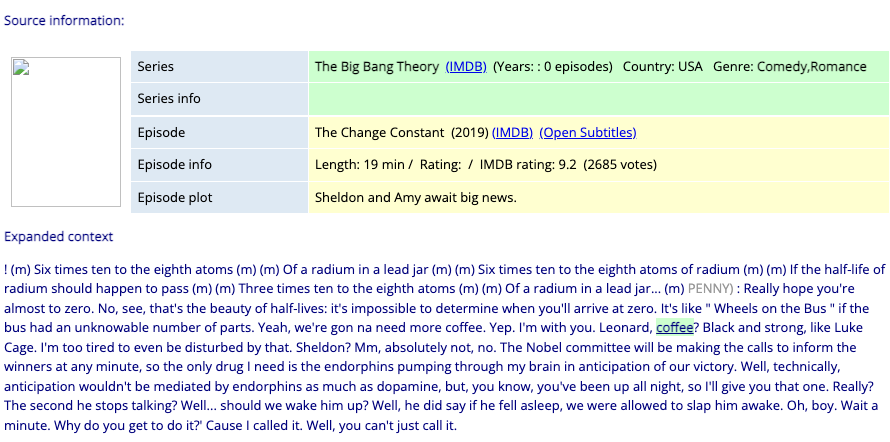 Source information:
Series The Big Bang Theory (IMDB) (Years: : 0 episodes) Country: USA Genre: Comedy,Romance
Series info
Episode The Change Constant (2019) (IMDB) (Open Subtitles)
Episode info Length: 19 min / Rating: / IMDB rating: 9.2 (2685 votes)
Episode plot Sheldon and Amy await big news.
Expanded context
! (m) Six times ten to the eighth atoms (m) (m) Of a radium in a lead jar (m) (m) Six times ten to the eighth atoms of radium (m) (m) If the half-life of
radium should happen to pass (m) (m) Three times ten to the eighth atoms (m) (m) Of a radium in a lead jar... (m) PENNY) : Really hope you're
almost to zero. No, see, that's the beauty of half-lives: it's impossible to determine when you'll arrive at zero. It's like " Wheels on the Bus " if the
bus had an unknowable number of parts. Yeah, we're gon na need more coffee. Yep. I'm with you. Leonard, coffee? Black and strong, like Luke
Cage. I'm too tired to even be disturbed by that. Sheldon? Mm, absolutely not, no. The Nobel committee will be making the calls to inform the
winners at any minute, so the only drug I need is the endorphins pumping through my brain in anticipation of our victory. Well, technically,
anticipation wouldn't be mediated by endorphins as much as dopamine, but, you know, you've been up all night, so I'll give you that one. Really?
The second he stops talking? Well... should we wake him up? Well, he did say if he fell asleep, we were allowed to slap him awake. Oh, boy. Wait a
minute. Why do you get to do it?' Cause I called it. Well, you can't just call it.